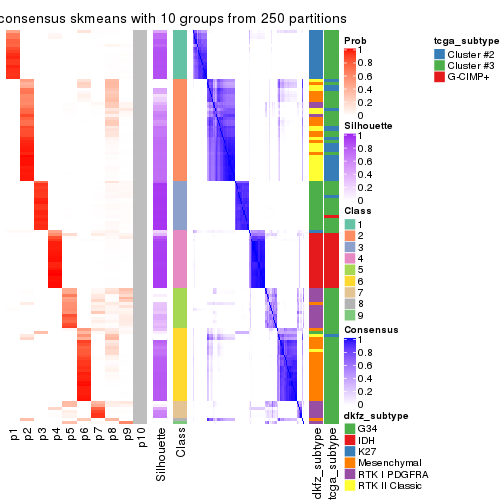 consensus skmeans with 10 groups from 250 partitions
Prob
1
0.8
0.6
0.4
0.2
0
Silhouette
1
0.8
0.6
0.4
0.2
0
Class
1
2
3
4
5
6
7
8
9
Consensus
1
0.8
0.6
0.4
0.2
0
dkfz_subtype
G34
IDH
K27
Mesenchymal
RTK I PDGFRA
RTK II Classic
tcga_subtype
Cluster #2
Cluster #3
G-CIMP+
p1
p2
p3
p4
p5
p6
p7
p8
p9
p10
Silhouette
Class
dkfz_subtype
tcga_subtype